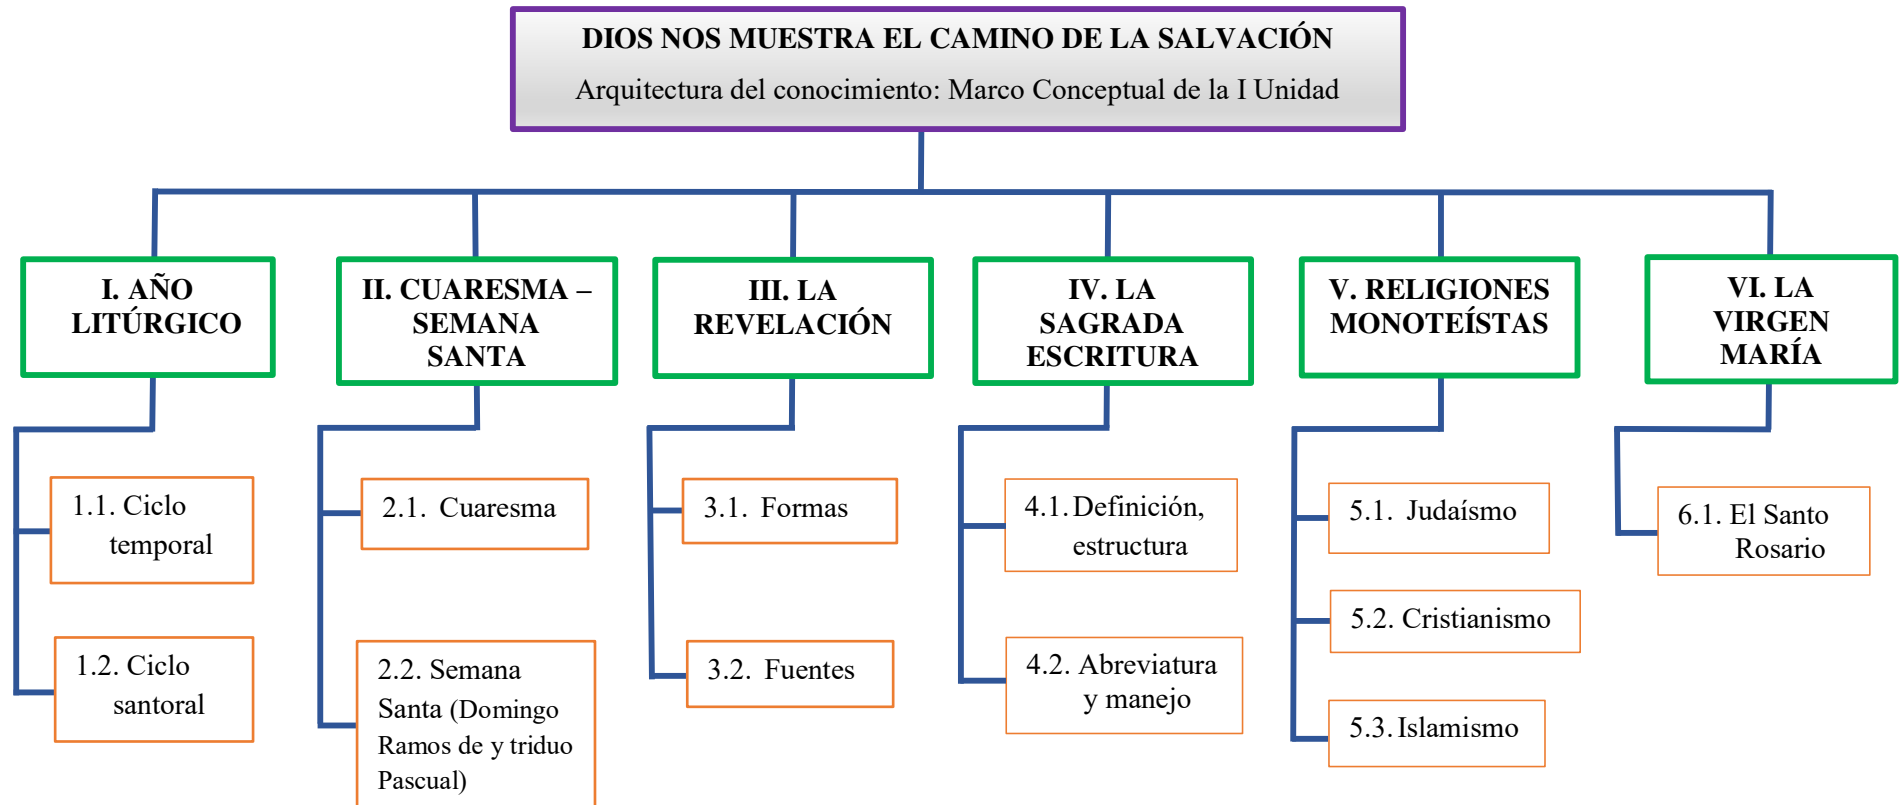 DIOS NOS MUESTRA EL CAMINO DE LA SALVACIÓN
Arquitectura del conocimiento: Marco Conceptual de la I Unidad
I. AÑO
LITÚRGICO
II. CUARESMA –
SEMANA
SANTA
III. LA
REVELACIÓN
IV. LA
SAGRADA
ESCRITURA
V. RELIGIONES
MONOTEÍSTAS
VI. LA
VIRGEN
MARÍA
1.1. Ciclo
temporal
1.2. Ciclo
santoral
2.1. Cuaresma
2.2. Semana
Santa (Domingo
Ramos de y triduo
Pascual)
3.1. Formas
3.2. Fuentes
4.1. Definición,
estructura
4.2. Abreviatura
y manejo
5.1. Judaísmo
5.2. Cristianismo
5.3. Islamismo
6.1. El Santo
Rosario